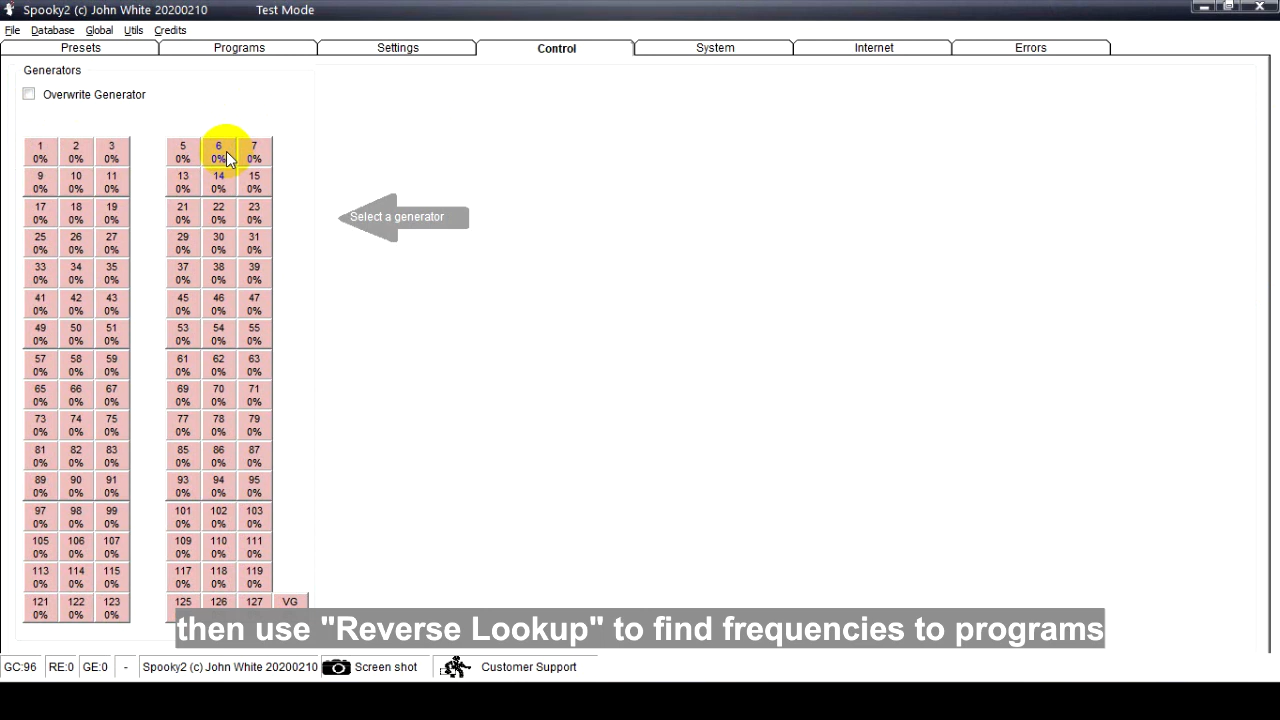 Spooky2 (c) John White 20200210 Test Mode
File Database Global Utils Credits
Presets Programs Settings Control System Internet Errors
Generators
Overwrite Generator
1 2 3 5 6 7
0% 0% 0% 0% 0% 0%
9 10 11 13 14 15
0% 0% 0% 0% 0% 0%
17 18 19 21 22 23
0% 0% 0% 0% 0% 0%
Select a generator
25 26 27 29 30 31
0% 0% 0% 0% 0% 0%
33 34 35 37 38 39
0% 0% 0% 0% 0% 0%
41 42 43 45 46 47
0% 0% 0% 0% 0% 0%
49 50 51 53 54 55
0% 0% 0% 0% 0% 0%
57 58 59 61 62 63
0% 0% 0% 0% 0% 0%
65 66 67 69 70 71
0% 0% 0% 0% 0% 0%
73 74 75 77 78 79
0% 0% 0% 0% 0% 0%
81 82 83 85 86 87
0% 0% 0% 0% 0% 0%
89 90 91 93 94 95
0% 0% 0% 0% 0% 0%
97 98 99 101 102 103
0% 0% 0% 0% 0% 0%
105 106 107 109 110 111
0% 0% 0% 0% 0% 0%
113 114 115 117 118 119
0% 0% 0% 0% 0% 0%
121 122 123 125 126 127 VG
0% 0% 0%
then use "Reverse Lookup" to find frequencies to programs
GC:96 RE:0 GE:0 - Spooky2 (c) John White 20200210 Screen shot Customer Support